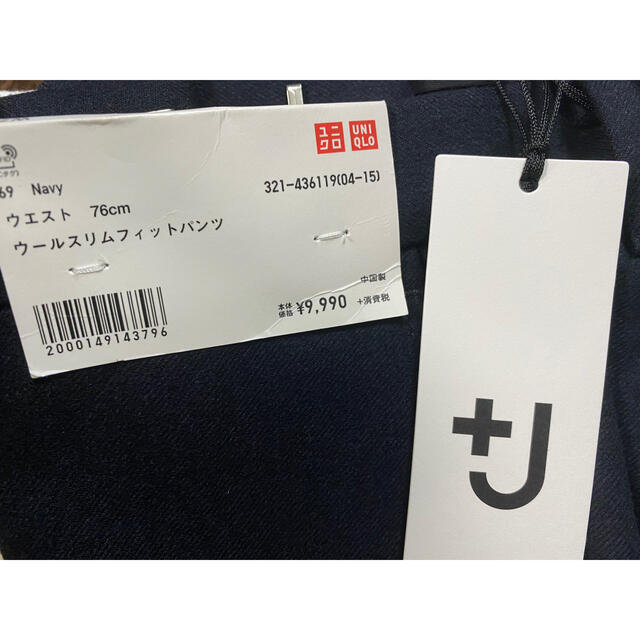 ユニ
クロ
UNI
QLO
69 Navy
321-436119(04-15)
ウエスト 76cm
ウールスリムフィットパンツ
中国製
本体
価格 ¥9,990 +消費税
2000149143796
+J